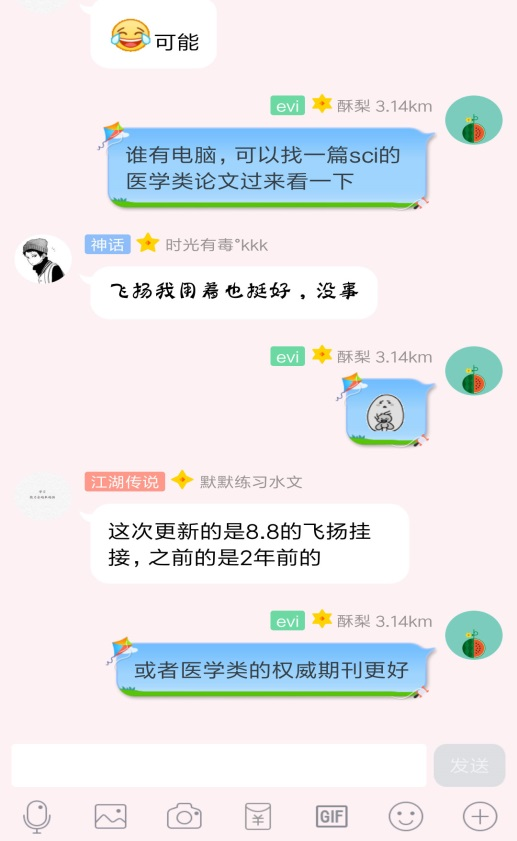 可能
evi 酥梨 3.14km
谁有电脑，可以找一篇sci的
医学类论文过来看一下
神话 时光有毒°kkk
飞扬我用着也挺好，没事
evi 酥梨 3.14km
江湖传说 默默练习水文
这次更新的是8.8的飞扬挂
接，之前的是2年前的
evi 酥梨 3.14km
或者医学类的权威期刊更好
发送
GIF